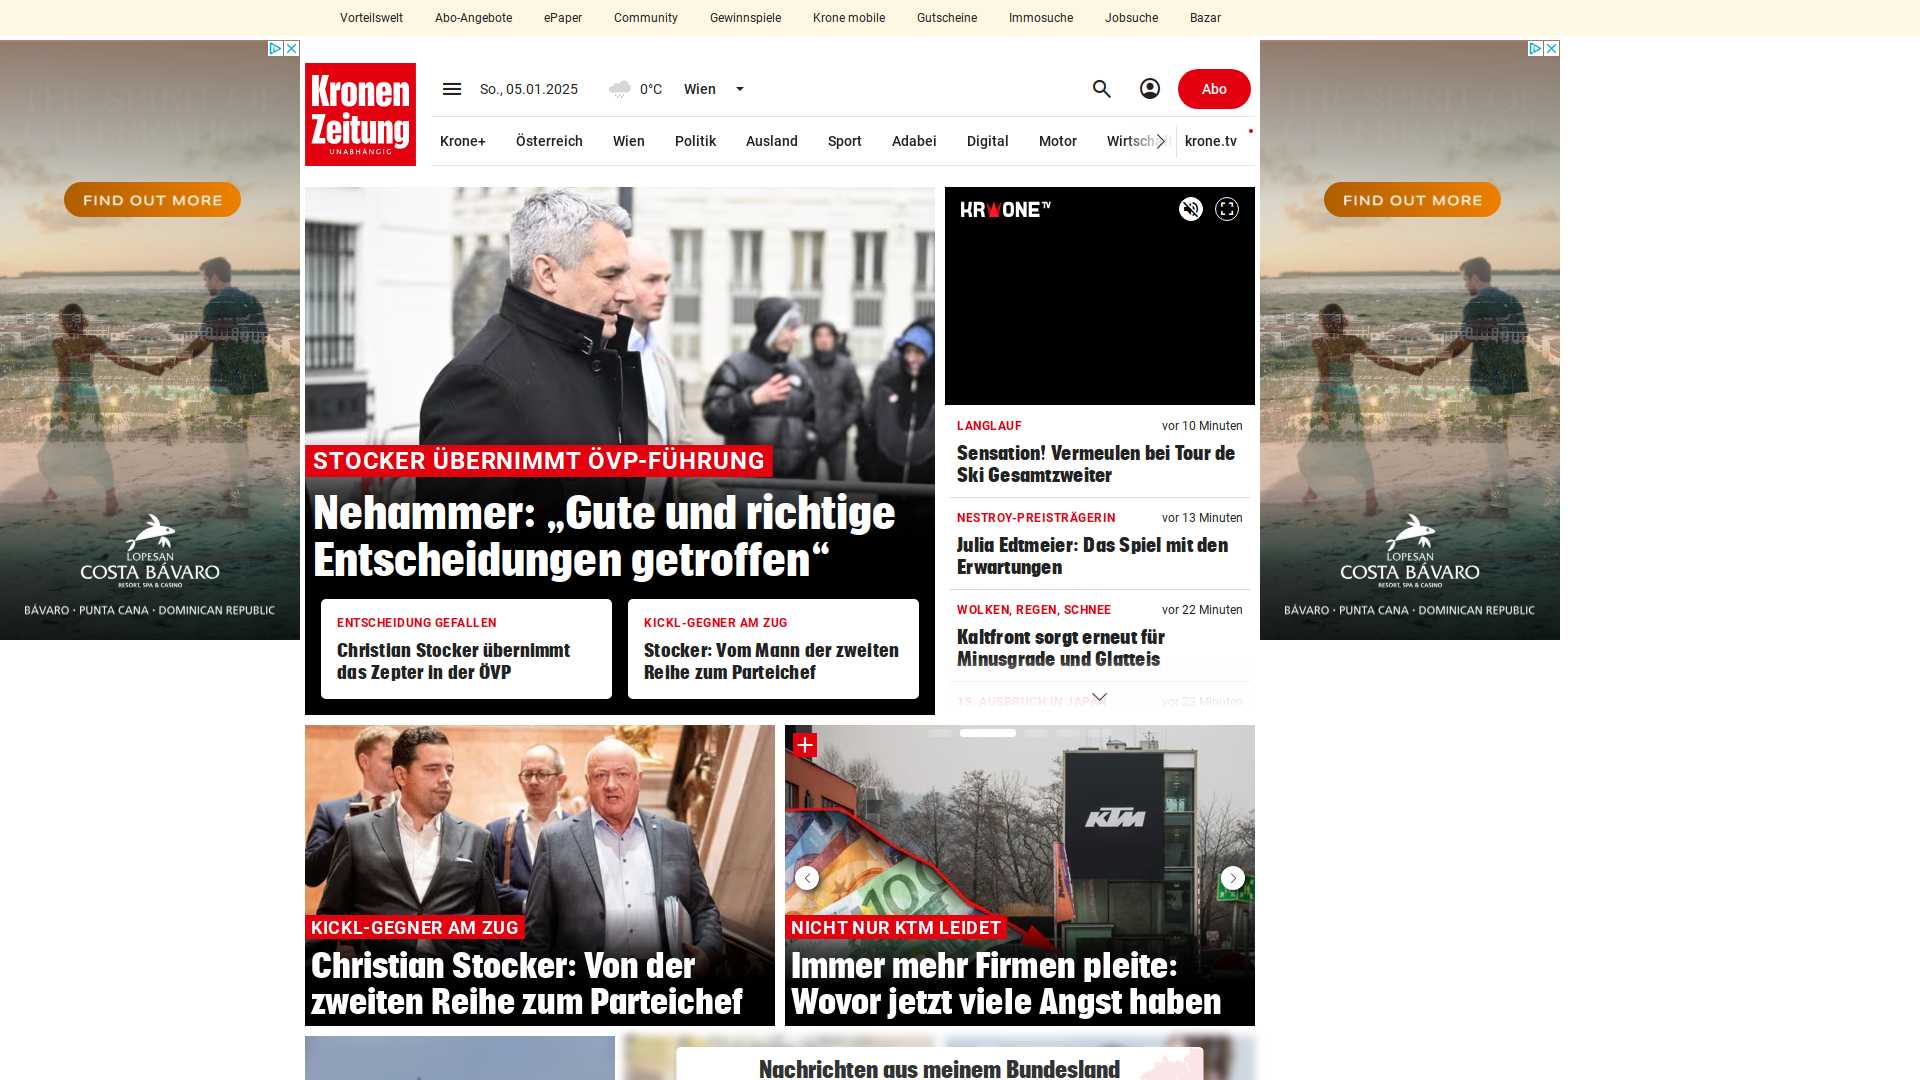 Vorteilswelt
Abo-Angebote
ePaper
Community
Gewinnspiele
Krone mobile
Gutscheine
Immosuche
Jobsuche
Bazar
Kronen
Zeitung
UNABHÄNGIG
So., 05.01.2025
0°C
Wien
Abo
Krone+
Österreich
Wien
Politik
Ausland
Sport
Adabei
Digital
Motor
krone.tv
FIND OUT MORE
LOPESAN
COSTA BÁVARO
RESORT, SPA & CASINO
BÁVARO · PUNTA CANA · DOMINICAN REPUBLIC
STOCKER ÜBERNIMMT ÖVP-FÜHRUNG
Nehammer: „Gute und richtige
Entscheidungen getroffen“
ENTSCHEIDUNG GEFALLEN
Christian Stocker übernimmt
das Zepter in der ÖVP
KICKL-GEGNER AM ZUG
Stocker: Vom Mann der zweiten
Reihe zum Parteichef
KRONE TV
LANGLAUF
vor 10 Minuten
Sensation! Vermeulen bei Tour de
Ski Gesamtzweiter
NESTROY-PREISTRÄGERIN
vor 13 Minuten
Julia Edtmeier: Das Spiel mit den
Erwartungen
WOLKEN, REGEN, SCHNEE
vor 22 Minuten
Kaltfront sorgt erneut für
Minusgrade und Glatteis
15. AUSBRUCH IN JAPAN
vor 23 Minuten
FIND OUT MORE
LOPESAN
COSTA BÁVARO
RESORT, SPA & CASINO
BÁVARO · PUNTA CANA · DOMINICAN REPUBLIC
KICKL-GEGNER AM ZUG
Christian Stocker: Von der
zweiten Reihe zum Parteichef
KTM
100
NICHT NUR KTM LEIDET
Immer mehr Firmen pleite:
Wovor jetzt viele Angst haben
Nachrichten aus meinem Bundesland